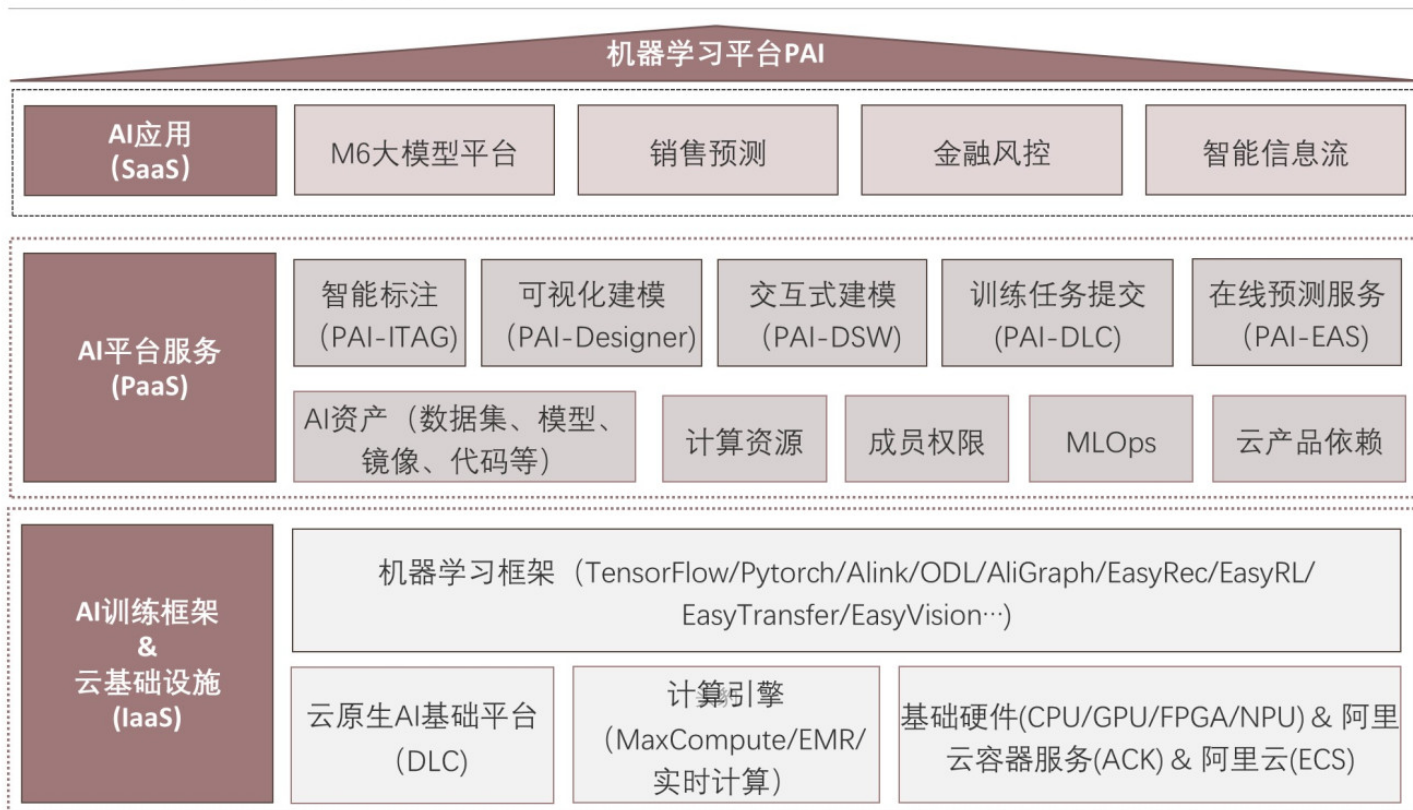 机器学习平台PAI
AI应用
(SaaS)
M6大模型平台
销售预测
金融风控
智能信息流
AI平台服务
(PaaS)
智能标注
（PAI-ITAG)
可视化建模
(PAI-Designer)
交互式建模
（PAI-DSW)
训练任务提交
(PAI-DLC)
在线预测服务
（PAI-EAS)
AI资产（数据集、模型、
镜像、代码等）
计算资源
成员权限
MLOps
云产品依赖
AI训练框架
&
云基础设施
(IaaS)
机器学习框架（TensorFlow/Pytorch/Alink/ODL/AliGraph/EasyRec/EasyRL/
EasyTransfer/EasyVision…)
云原生AI基础平台
（DLC)
计算引擎
（MaxCompute/EMR/
实时计算）
基础硬件(CPU/GPU/FPGA/NPU) & 阿里
云容器服务(ACK) & 阿里云(ECS)